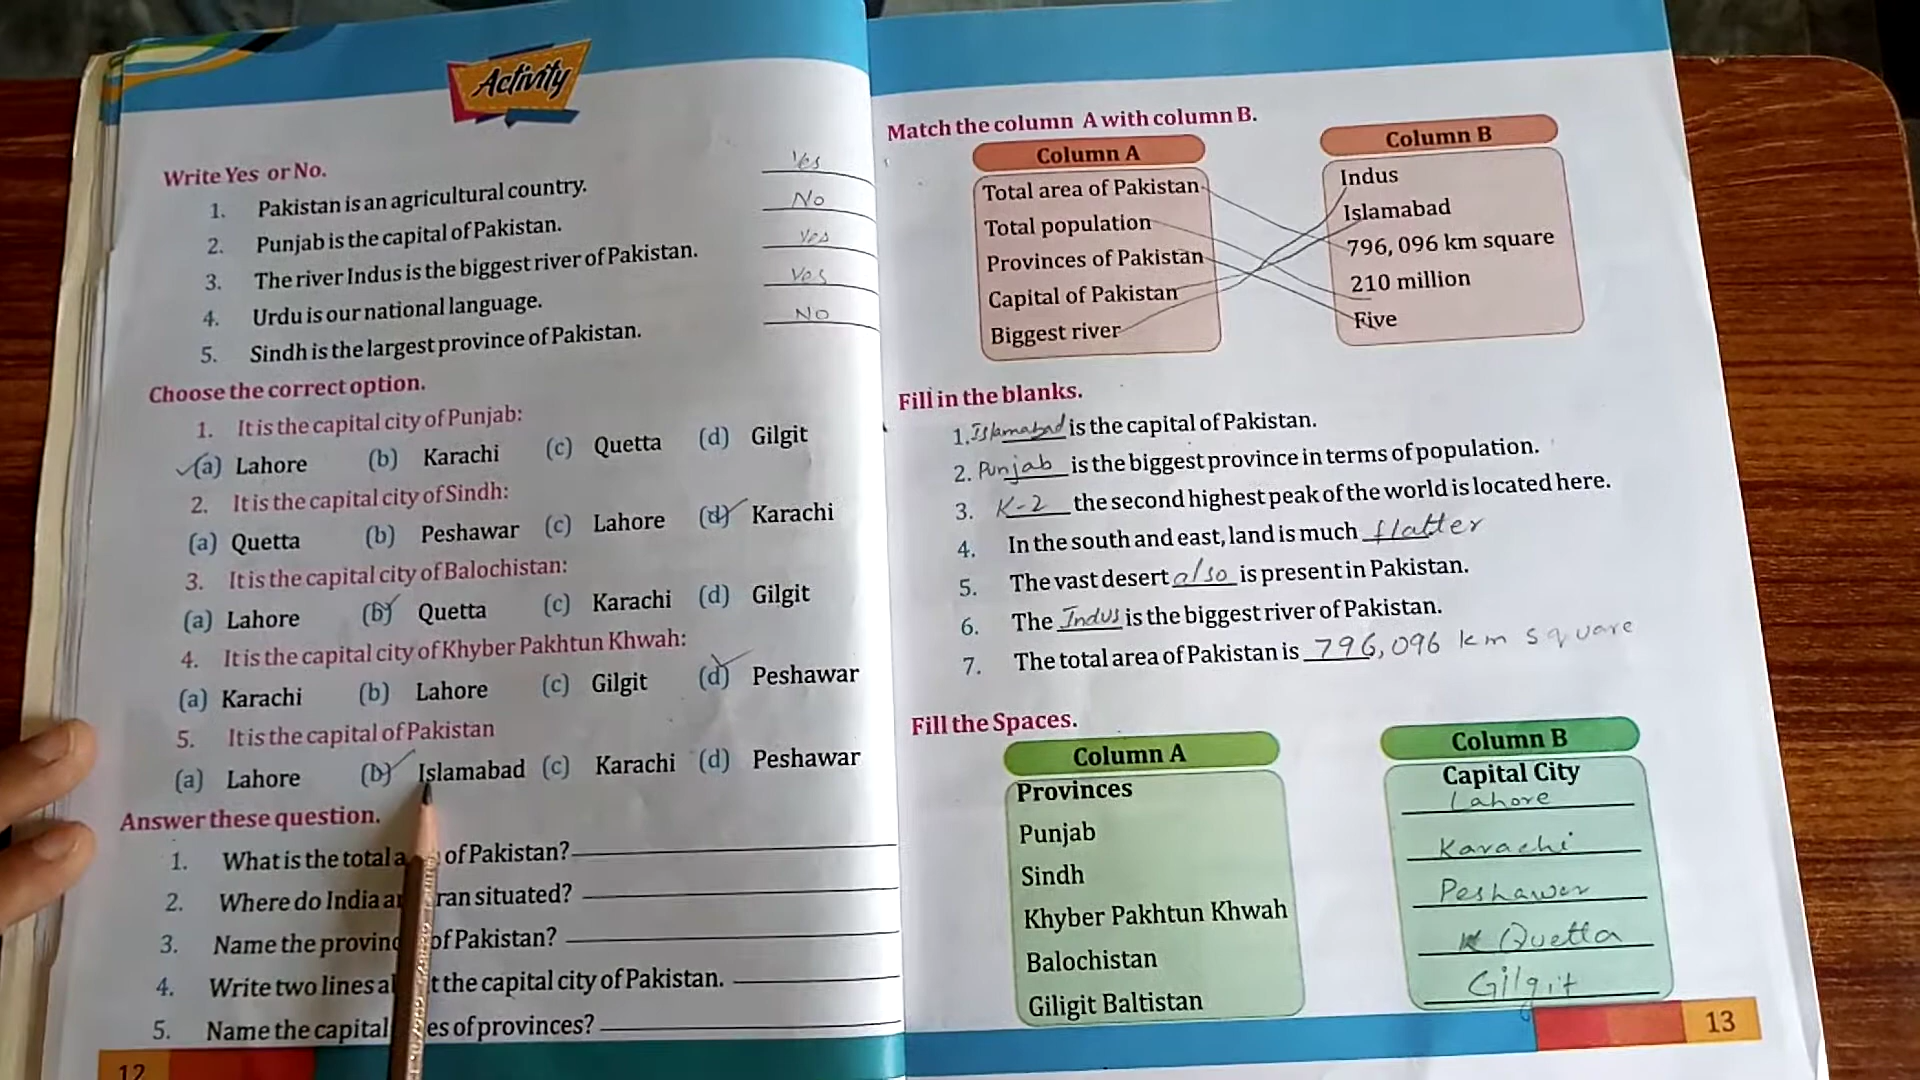 Activity
Write Yes or No.
1. Pakistan is an agricultural country. Yes
2. Punjab is the capital of Pakistan. No
3. The river Indus is the biggest river of Pakistan. Yes
4. Urdu is our national language. Yes
5. Sindh is the largest province of Pakistan. No
Choose the correct option.
1. It is the capital city of Punjab:
(a) Lahore (b) Karachi (c) Quetta (d) Gilgit
2. It is the capital city of Sindh:
(a) Quetta (b) Peshawar (c) Lahore (d) Karachi
3. It is the capital city of Balochistan:
(a) Lahore (b) Quetta (c) Karachi (d) Gilgit
4. It is the capital city of Khyber Pakhtun Khwah:
(a) Karachi (b) Lahore (c) Gilgit (d) Peshawar
5. It is the capital of Pakistan
(a) Lahore (b) Islamabad (c) Karachi (d) Peshawar
Answer these question.
1. What is the total a of Pakistan?
2. Where do India a ran situated?
3. Name the provinc of Pakistan?
4. Write two lines a t the capital city of Pakistan.
5. Name the capital es of provinces?
12
Match the column A with column B.
Column A Column B
Total area of Pakistan Indus
Total population Islamabad
Provinces of Pakistan 796, 096 km square
Capital of Pakistan 210 million
Biggest river Five
Fill in the blanks.
1. Islamabad is the capital of Pakistan.
2. Punjab is the biggest province in terms of population.
3. K-2 the second highest peak of the world is located here.
4. In the south and east, land is much flatter
5. The vast desert also is present in Pakistan.
6. The Indus is the biggest river of Pakistan.
7. The total area of Pakistan is 796,096 km square
Fill the Spaces.
Column A Column B
Provinces Capital City
Punjab Lahore
Sindh Karachi
Khyber Pakhtun Khwah Peshawer
Balochistan Quetta
Giligit Baltistan Gilgit
13